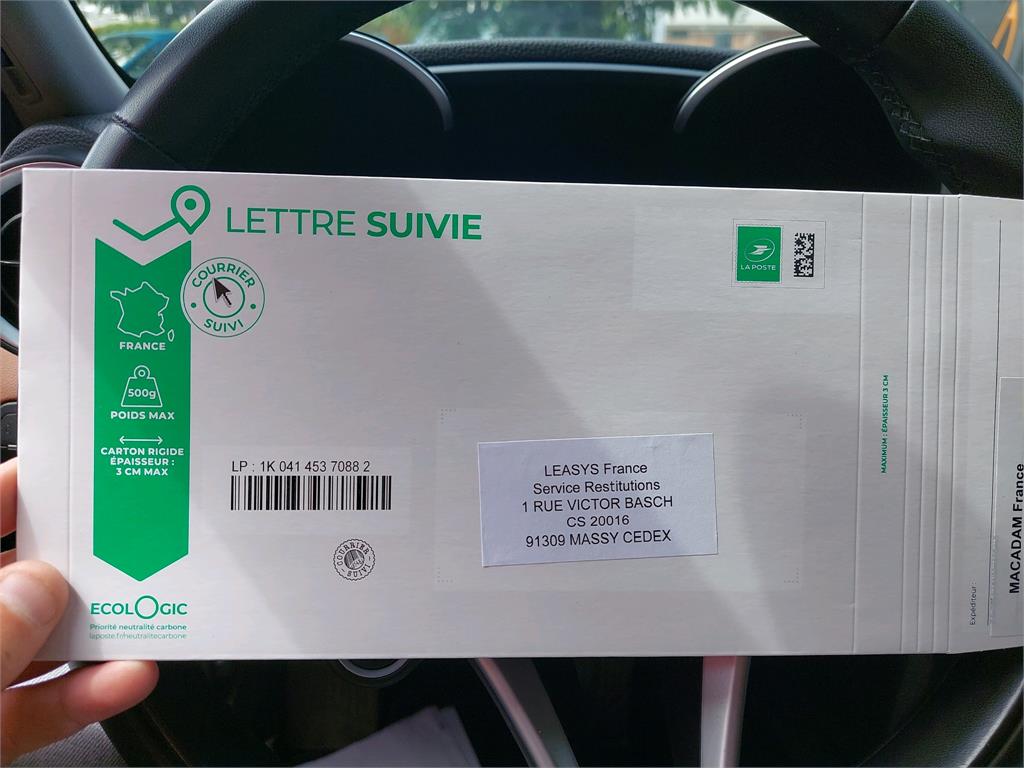 LETTRE SUIVIE
COURRIER
SUIVI
FRANCE
500g
POIDS MAX
CARTON RIGIDE
ÉPAISSEUR :
3 CM MAX
ECOLOGIC
Priorité neutralité carbone
laposte.fr/neutralitecarbone
LP : 1K 041 453 7088 2
COURRIER
SUIVI
LA POSTE
LEASYS France
Service Restitutions
1 RUE VICTOR BASCH
CS 20016
91309 MASSY CEDEX
MAXIMUM : ÉPAISSEUR 3 CM
Expéditeur :
MACADAM France